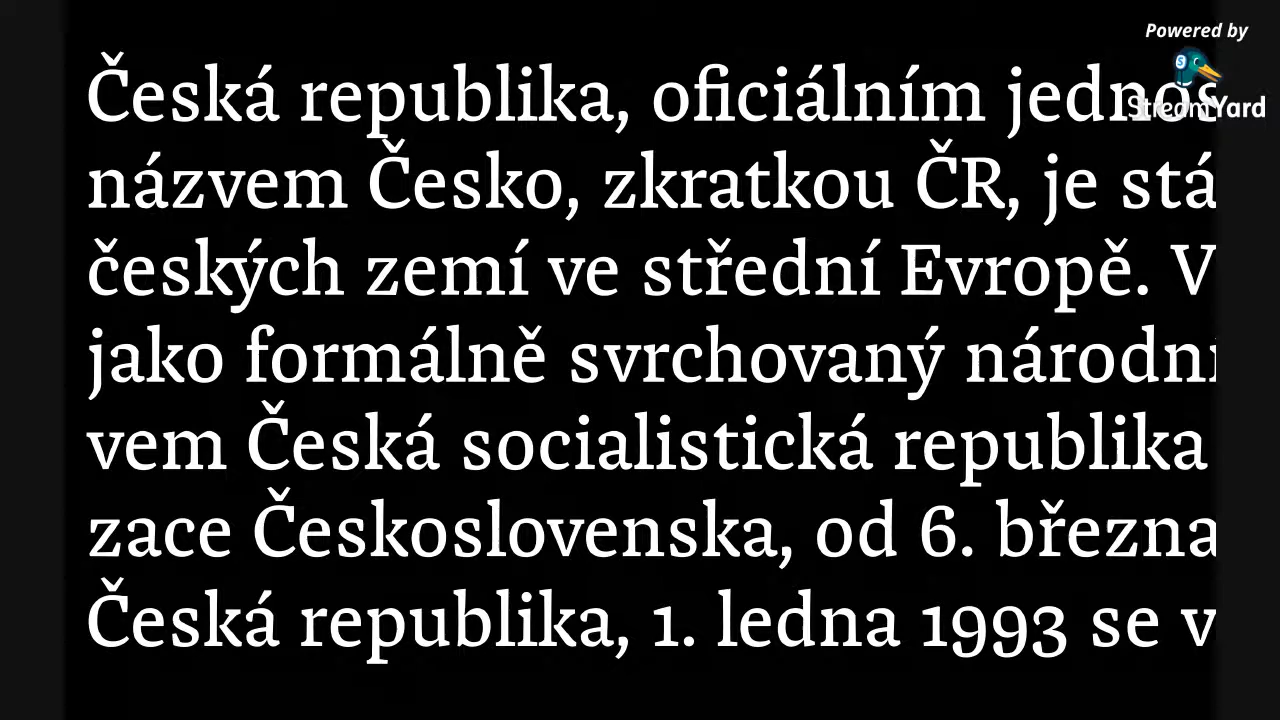 Powered by
StreamYard
Česká republika, oficiálním jednos
názvem Česko, zkratkou ČR, je stá
českých zemí ve střední Evropě. V
jako formálně svrchovaný národní
vem Česká socialistická republika
zace Československa, od 6. března
Česká republika, 1. ledna 1993 se v